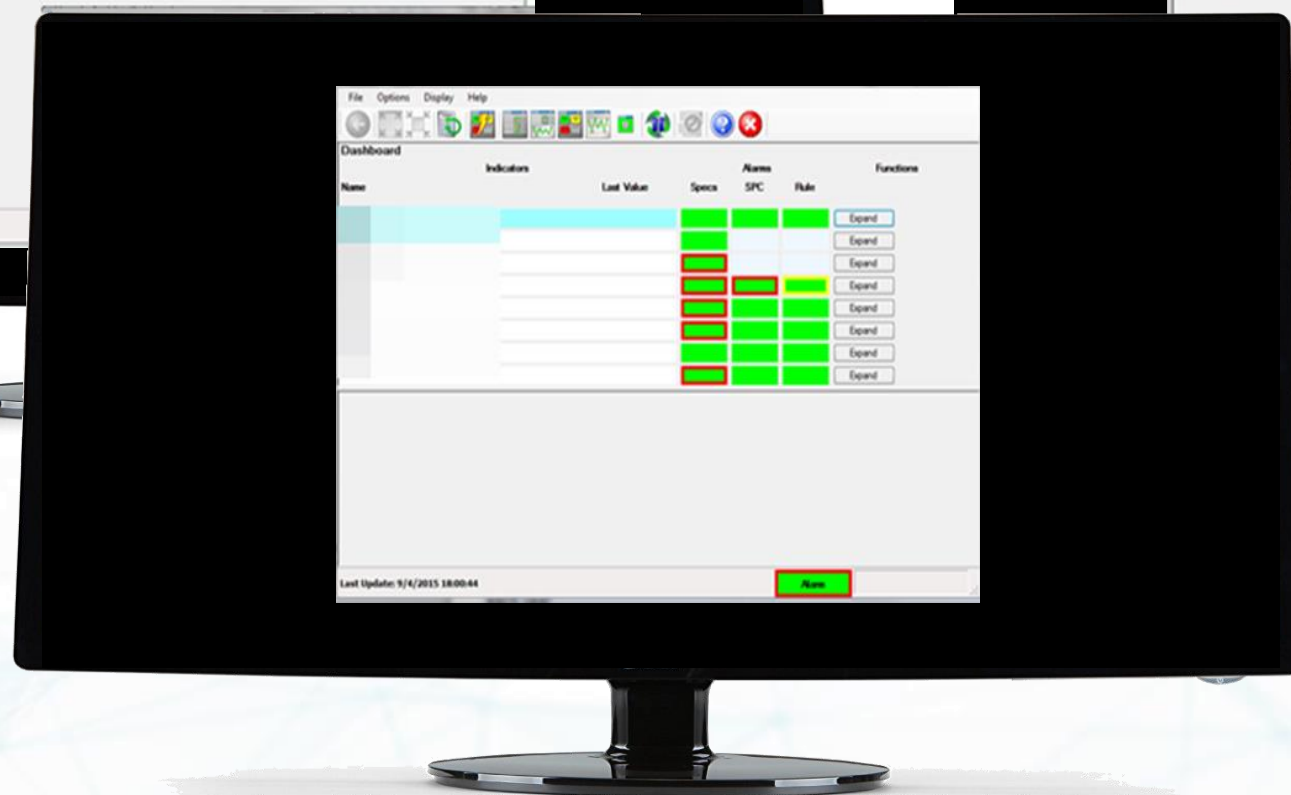 File Options Display Help
Dashboard
Indicators Alarms Functions
Name Last Value Specs SPC Rule
Expand
Expand
Expand
Expand
Expand
Expand
Expand
Expand
Last Update: 9/4/2015 18:00:44 Alarm